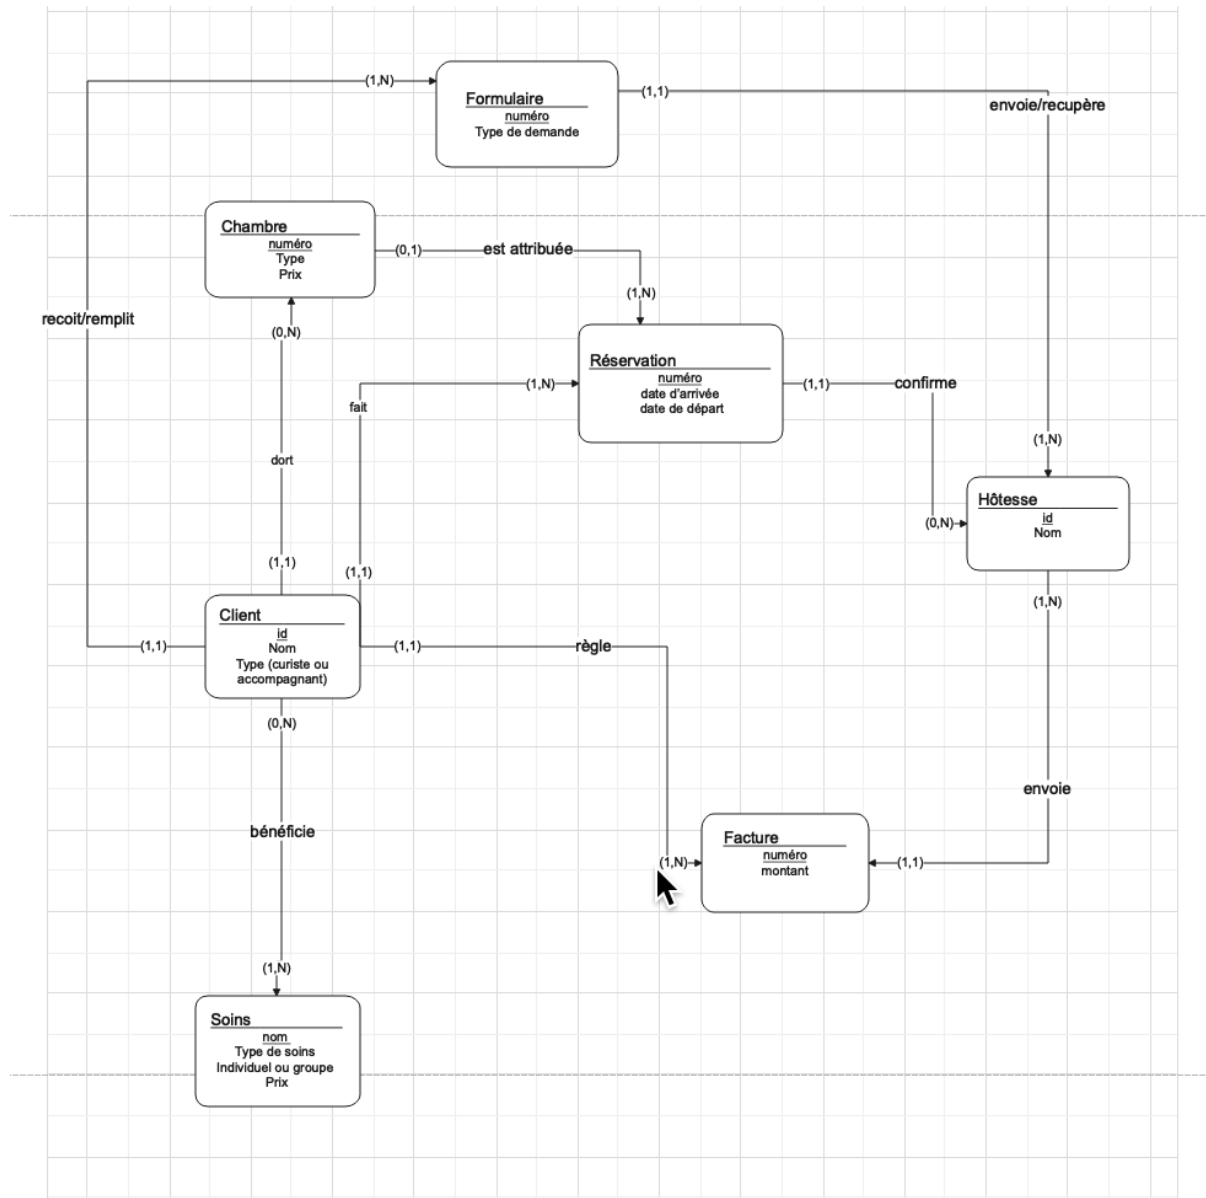 (1,N)
Formulaire
numéro
Type de demande
(1,1)
envoie/recupère
Chambre
numéro
Type
Prix
(0,1)
est attribuée
(1,N)
recoit/remplit
(0,N)
Réservation
numéro
date d'arrivée
date de départ
(1,N)
(1,1)
confirme
fait
dort
(1,N)
Hôtesse
id
Nom
(0,N)
(1,1)
(1,1)
(1,N)
Client
id
Nom
Type (curiste ou
accompagnant)
(1,1)
(1,1)
règle
(0,N)
envoie
bénéficie
Facture
numéro
montant
(1,N)
(1,1)
(1,N)
Soins
nom
Type de soins
Individuel ou groupe
Prix